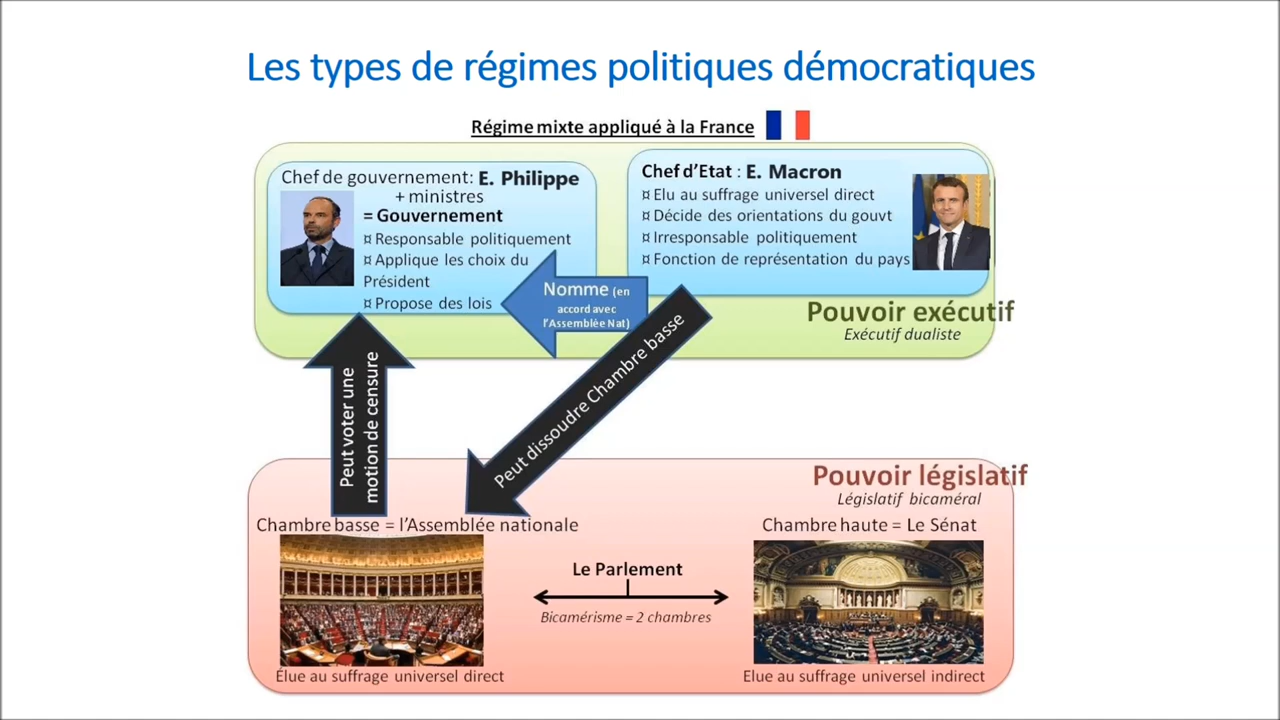 Les types de régimes politiques démocratiques
Régime mixte appliqué à la France
Chef de gouvernement: E. Philippe
+ ministres
= Gouvernement
¤ Responsable politiquement
¤ Applique les choix du
Président
¤ Propose des lois
Chef d'Etat : E. Macron
¤ Elu au suffrage universel direct
¤ Décide des orientations du gouvt
¤ Irresponsable politiquement
¤ Fonction de représentation du pays
Nomme (en
accord avec
l'Assemblée Nat)
Pouvoir exécutif
Exécutif dualiste
Peut voter une
motion de censure
Peut dissoudre Chambre basse
Pouvoir législatif
Législatif bicaméral
Chambre basse = l'Assemblée nationale
Chambre haute = Le Sénat
Le Parlement
Bicamérisme = 2 chambres
Élue au suffrage universel direct
Elue au suffrage universel indirect